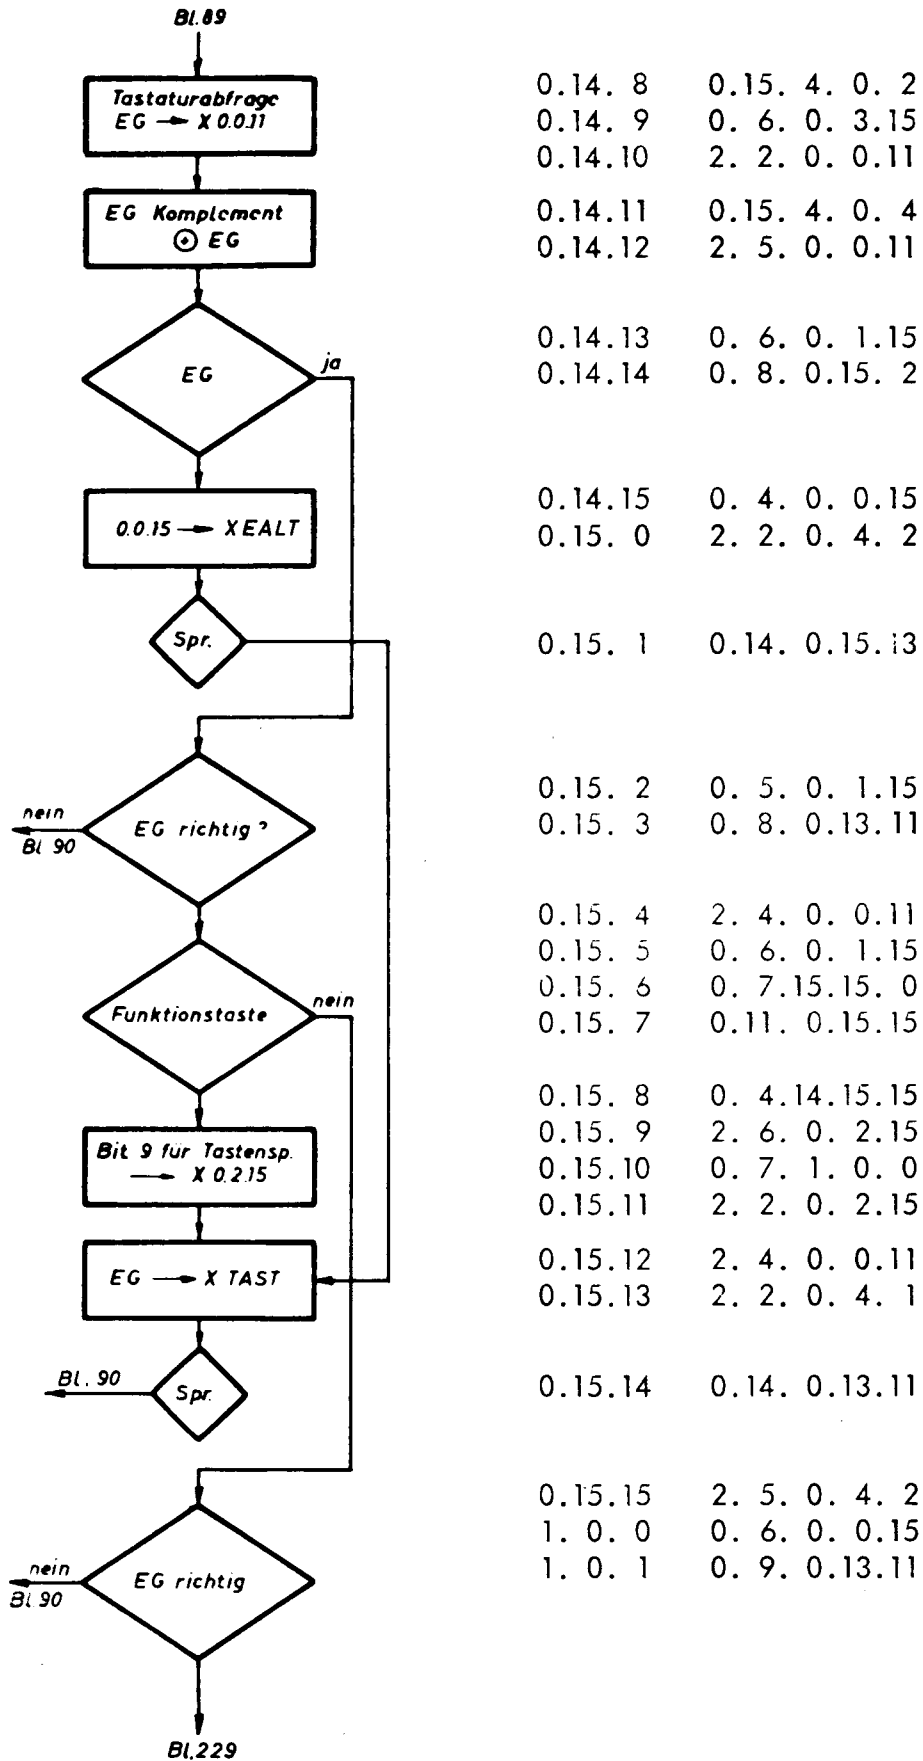 Bl.89
Tastaturabfrage
EG → X 0.0.11
0.14. 8 0.15. 4. 0. 2
0.14. 9 0. 6. 0. 3.15
0.14.10 2. 2. 0. 0.11
EG Komplement
⊙ EG
0.14.11 0.15. 4. 0. 4
0.14.12 2. 5. 0. 0.11
EG
ja
0.14.13 0. 6. 0. 1.15
0.14.14 0. 8. 0.15. 2
0.0.15 → X EALT
0.14.15 0. 4. 0. 0.15
0.15. 0 2. 2. 0. 4. 2
Spr.
0.15. 1 0.14. 0.15.13
EG richtig?
nein
Bl 90
0.15. 2 0. 5. 0. 1.15
0.15. 3 0. 8. 0.13.11
Funktionstaste
nein
0.15. 4 2. 4. 0. 0.11
0.15. 5 0. 6. 0. 1.15
0.15. 6 0. 7.15.15. 0
0.15. 7 0.11. 0.15.15
Bit 9 für Tastensp.
→ X 0.2.15
0.15. 8 0. 4.14.15.15
0.15. 9 2. 6. 0. 2.15
0.15.10 0. 7. 1. 0. 0
0.15.11 2. 2. 0. 2.15
EG → X TAST
0.15.12 2. 4. 0. 0.11
0.15.13 2. 2. 0. 4. 1
Spr.
Bl. 90
0.15.14 0.14. 0.13.11
EG richtig
nein
Bl.90
0.15.15 2. 5. 0. 4. 2
1. 0. 0 0. 6. 0. 0.15
1. 0. 1 0. 9. 0.13.11
Bl.229